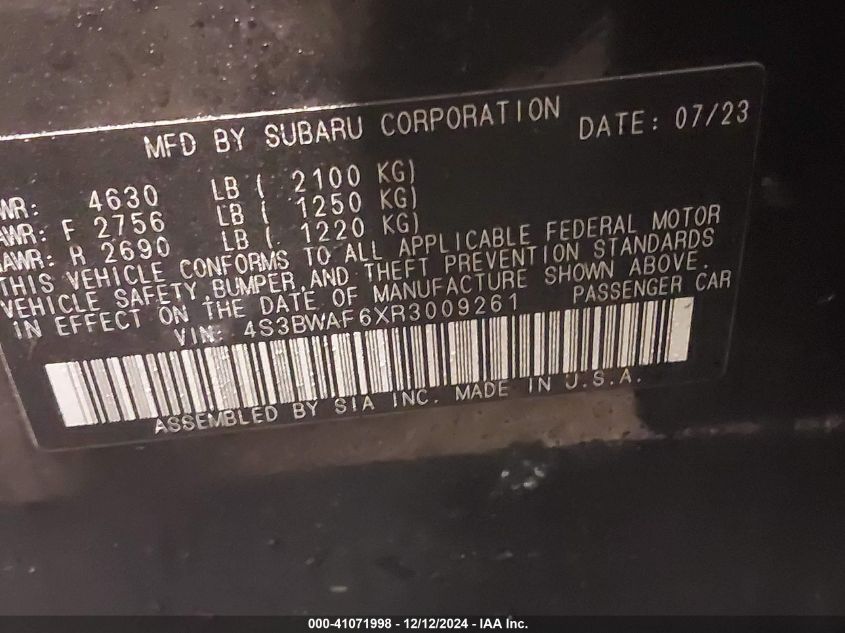 MFD BY SUBARU CORPORATION DATE: 07/23
WR: 4630 LB ( 2100 KG)
AWR: F 2756 LB ( 1250 KG)
AWR: R 2690 LB ( 1220 KG)
THIS VEHICLE CONFORMS TO ALL APPLICABLE FEDERAL MOTOR
VEHICLE SAFETY,BUMPER,AND THEFT PREVENTION STANDARDS
IN EFFECT ON THE DATE OF MANUFACTURE SHOWN ABOVE.
VIN: 4S3BWAF6XR3009261 PASSENGER CAR
ASSEMBLED BY SIA INC. MADE IN U.S.A.
000-41071998 - 12/12/2024 - IAA Inc.